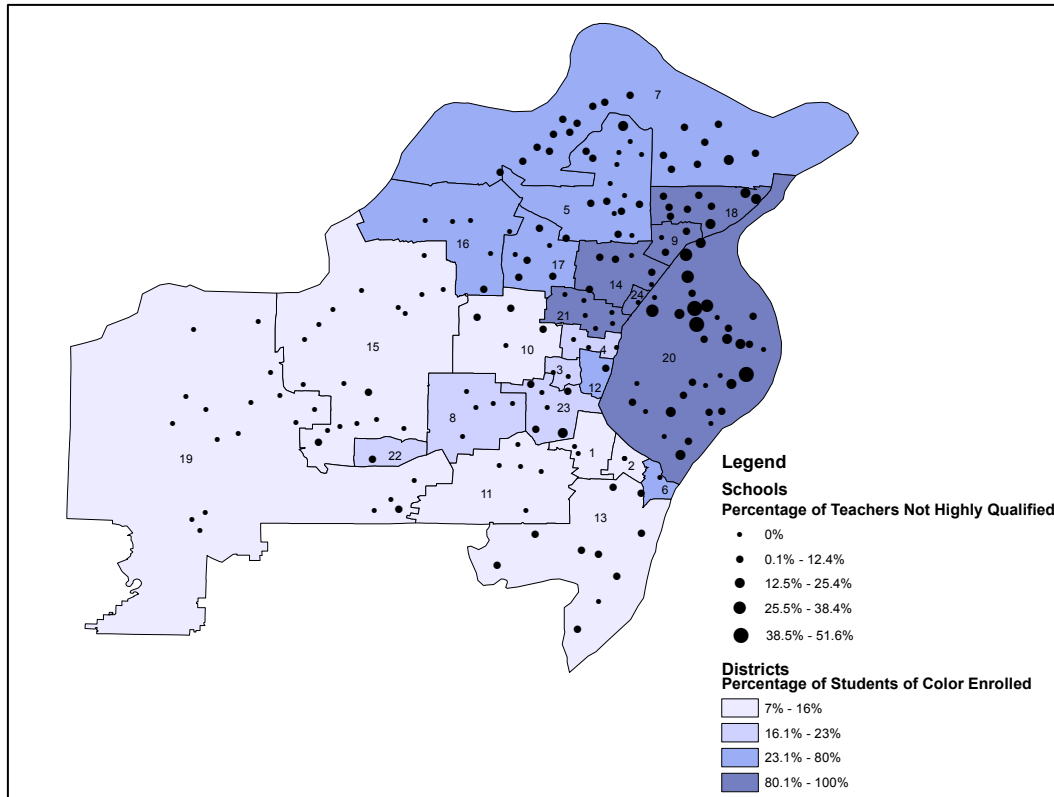 7
5
18
9
16
17
14
24
21
15
10
4
20
3
12
8
23
19
22
1
2
6
11
13
Legend
Schools
Percentage of Teachers Not Highly Qualified
0%
0.1% - 12.4%
12.5% - 25.4%
25.5% - 38.4%
38.5% - 51.6%
Districts
Percentage of Students of Color Enrolled
7% - 16%
16.1% - 23%
23.1% - 80%
80.1% - 100%